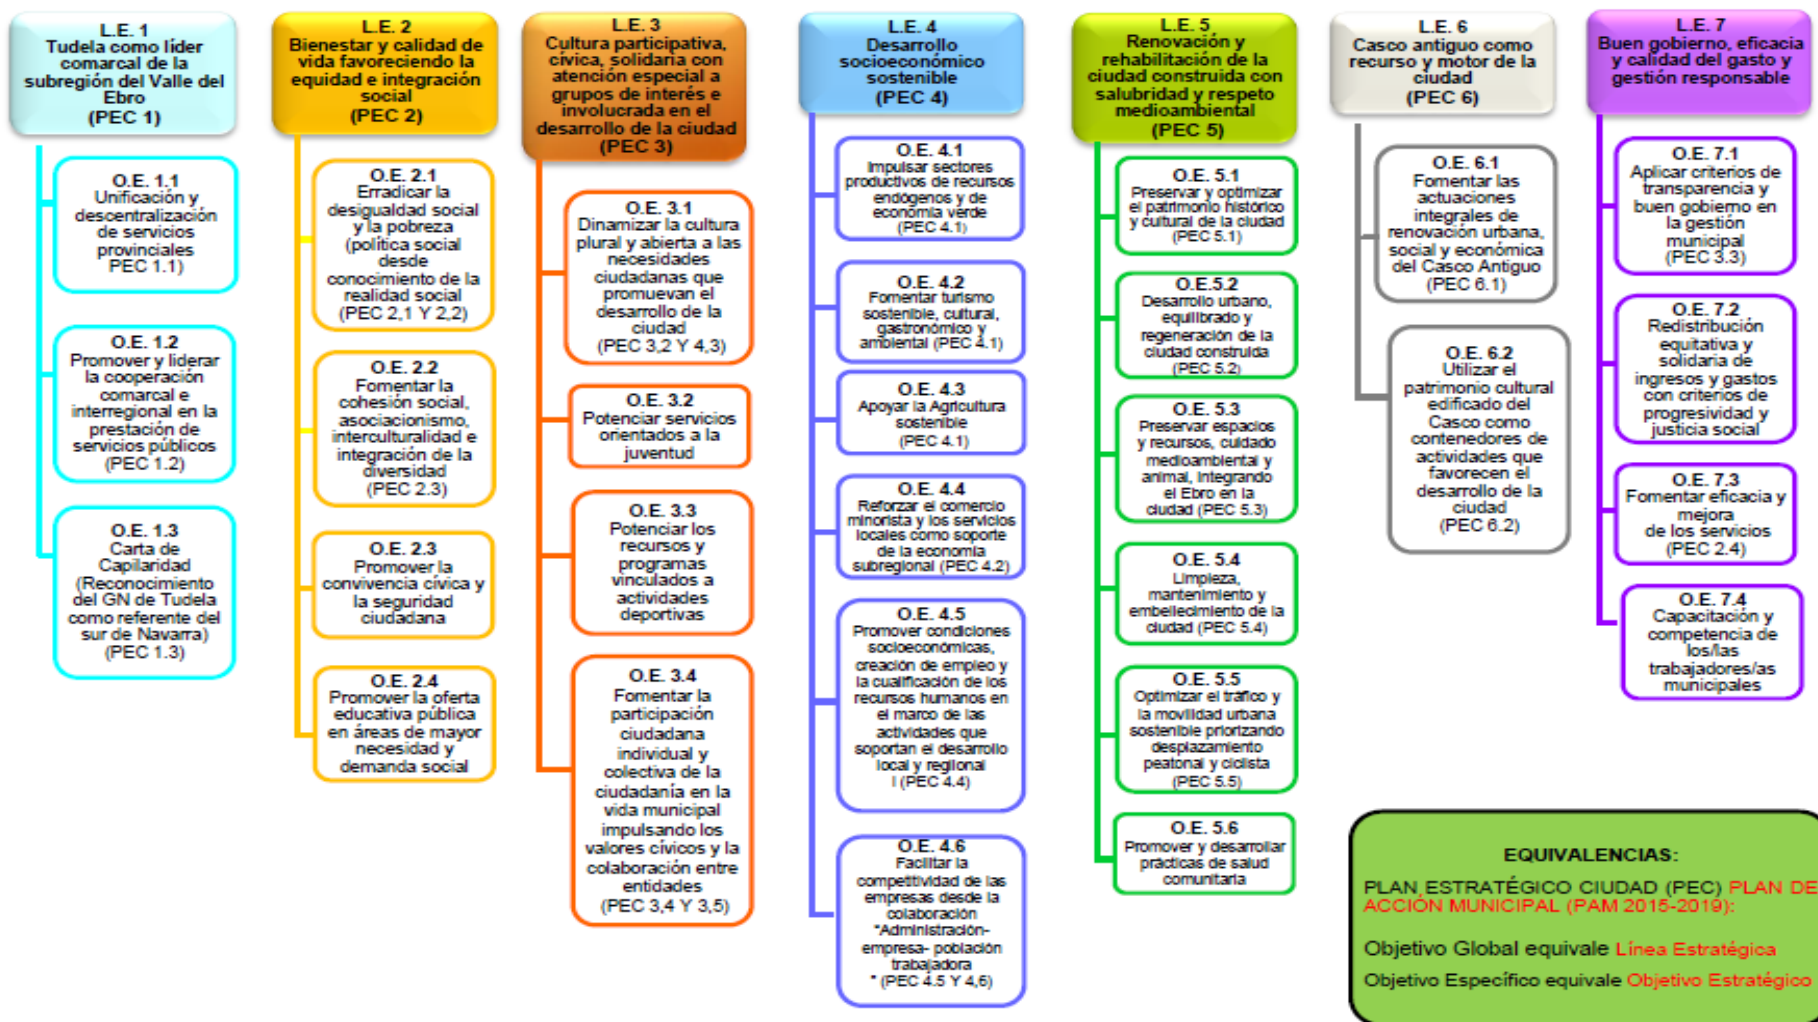 L.E. 1
Tudela como líder
comarcal de la
subregión del Valle del
Ebro
(PEC 1)
O.E. 1.1
Unificación y
descentralización
de servicios
provinciales
PEC 1.1)
O.E. 1.2
Promover y liderar
la cooperación
comarcal e
interregional en la
prestación de
servicios públicos
(PEC 1.2)
O.E. 1.3
Carta de
Capilaridad
(Reconocimiento
del GN de Tudela
como referente del
sur de Navarra)
(PEC 1.3)
L.E. 2
Bienestar y calidad de
vida favoreciendo la
equidad e integración
social
(PEC 2)
O.E. 2.1
Erradicar la
desigualdad social
y la pobreza
(política social
desde
conocimiento de la
realidad social
(PEC 2,1 Y 2,2)
O.E. 2.2
Fomentar la
cohesión social,
asociacionismo,
interculturalidad e
integración de la
diversidad
(PEC 2.3)
O.E. 2.3
Promover la
convivencia cívica y
la seguridad
ciudadana
O.E. 2.4
Promover la oferta
educativa pública
en áreas de mayor
necesidad y
demanda social
L.E. 3
Cultura participativa,
cívica, solidaria con
atención especial a
grupos de interés e
involucrada en el
desarrollo de la ciudad
(PEC 3)
O.E. 3.1
Dinamizar la cultura
plural y abierta a las
necesidades
ciudadanas que
promuevan el
desarrollo de la
ciudad
(PEC 3,2 Y 4,3)
O.E. 3.2
Potenciar servicios
orientados a la
juventud
O.E. 3.3
Potenciar los
recursos y
programas
vinculados a
actividades
deportivas
O.E. 3.4
Fomentar la
participación
ciudadana
individual y
colectiva de la
ciudadanía en la
vida municipal
impulsando los
valores cívicos y la
colaboración entre
entidades
(PEC 3,4 Y 3,5)
L.E. 4
Desarrollo
socioeconómico
sostenible
(PEC 4)
O.E. 4.1
Impulsar sectores
productivos de recursos
endógenos y de
economía verde
(PEC 4.1)
O.E. 4.2
Fomentar turismo
sostenible, cultural,
gastronómico y
ambiental (PEC 4.1)
O.E. 4.3
Apoyar la Agricultura
sostenible
(PEC 4.1)
O.E. 4.4
Reforzar el comercio
minorista y los servicios
locales como soporte
de la economía
subregional (PEC 4.2)
O.E. 4.5
Promover condiciones
socioeconómicas,
creación de empleo y
la cualificación de los
recursos humanos en
el marco de las
actividades que
soportan el desarrollo
local y regional
l (PEC 4.4)
O.E. 4.6
Facilitar la
competitividad de las
empresas desde la
colaboración
"Administración-
empresa- población
trabajadora
" (PEC 4.5 Y 4,6)
L.E. 5
Renovación y
rehabilitación de la
ciudad construida con
salubridad y respeto
medioambiental
(PEC 5)
O.E. 5.1
Preservar y optimizar
el patrimonio histórico
y cultural de la ciudad
(PEC 5.1)
O.E.5.2
Desarrollo urbano,
equilibrado y
regeneración de la
ciudad construida
(PEC 5.2)
O.E. 5.3
Preservar espacios
y recursos, cuidado
medioambiental y
animal, integrando
el Ebro en la
ciudad (PEC 5.3)
O.E. 5.4
Limpieza,
mantenimiento y
embellecimiento de la
ciudad (PEC 5.4)
O.E. 5.5
Optimizar el tráfico y
la movilidad urbana
sostenible priorizando
desplazamiento
peatonal y ciclista
(PEC 5.5)
O.E. 5.6
Promover y desarrollar
prácticas de salud
comunitaria
L.E. 6
Casco antiguo como
recurso y motor de la
ciudad
(PEC 6)
O.E. 6.1
Fomentar las
actuaciones
integrales de
renovación urbana,
social y económica
del Casco Antiguo
(PEC 6.1)
O.E. 6.2
Utilizar el
patrimonio cultural
edificado del
Casco como
contenedores de
actividades que
favorecen el
desarrollo de la
ciudad
(PEC 6.2)
L.E. 7
Buen gobierno, eficacia
y calidad del gasto y
gestión responsable
O.E. 7.1
Aplicar criterios de
transparencia y
buen gobierno en
la gestión
municipal
(PEC 3.3)
O.E. 7.2
Redistribución
equitativa y
solidaria de
ingresos y gastos
con criterios de
progresividad y
justicia social
O.E. 7.3
Fomentar eficacia y
mejora
de los servicios
(PEC 2.4)
O.E. 7.4
Capacitación y
competencia de
los/las
trabajadores/as
municipales
EQUIVALENCIAS:
PLAN ESTRATÉGICO CIUDAD (PEC) PLAN DE
ACCIÓN MUNICIPAL (PAM 2015-2019):
Objetivo Global equivale Línea Estratégica
Objetivo Específico equivale Objetivo Estratégico